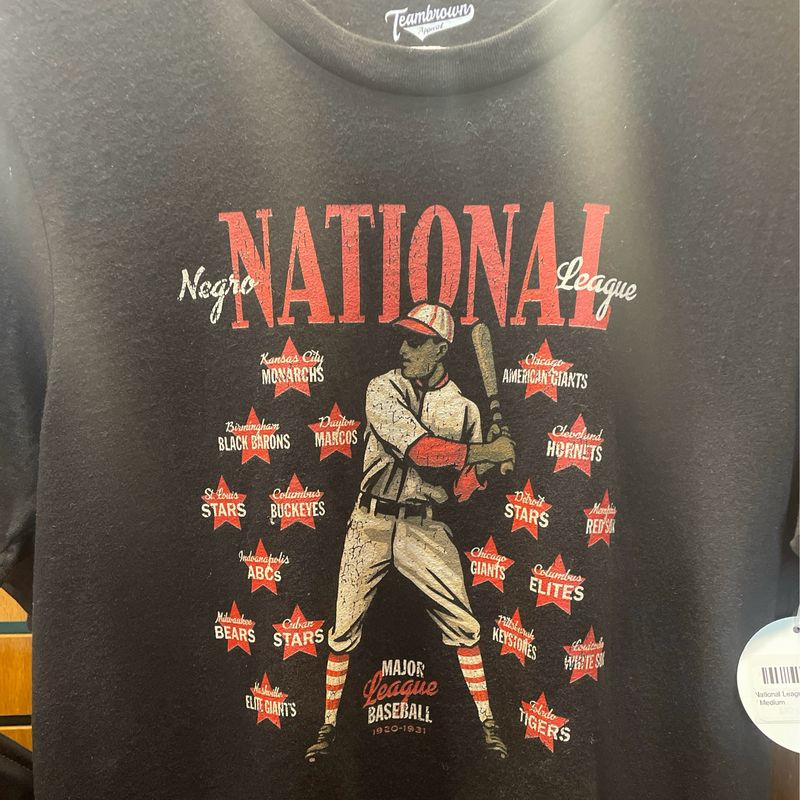 Teambrown
Apparel
NATIONAL
Negro League
Kansas City
MONARCHS
Chicago
AMERICAN GIANTS
Birmingham
BLACK BARONS
Dayton
MARCOS
Cleveland
HORNETS
St. Louis
STARS
Columbus
BUCKEYES
Detroit
STARS
Memphis
RED SOX
Indianapolis
ABCs
Chicago
GIANTS
Columbus
ELITES
Milwaukee
BEARS
Cuban
STARS
Pittsburgh
KEYSTONES
Louisville
WHITE SOX
Nashville
ELITE GIANTS
MAJOR
League
BASEBALL
1920-1931
Toledo
TIGERS
National Leagu
Medium